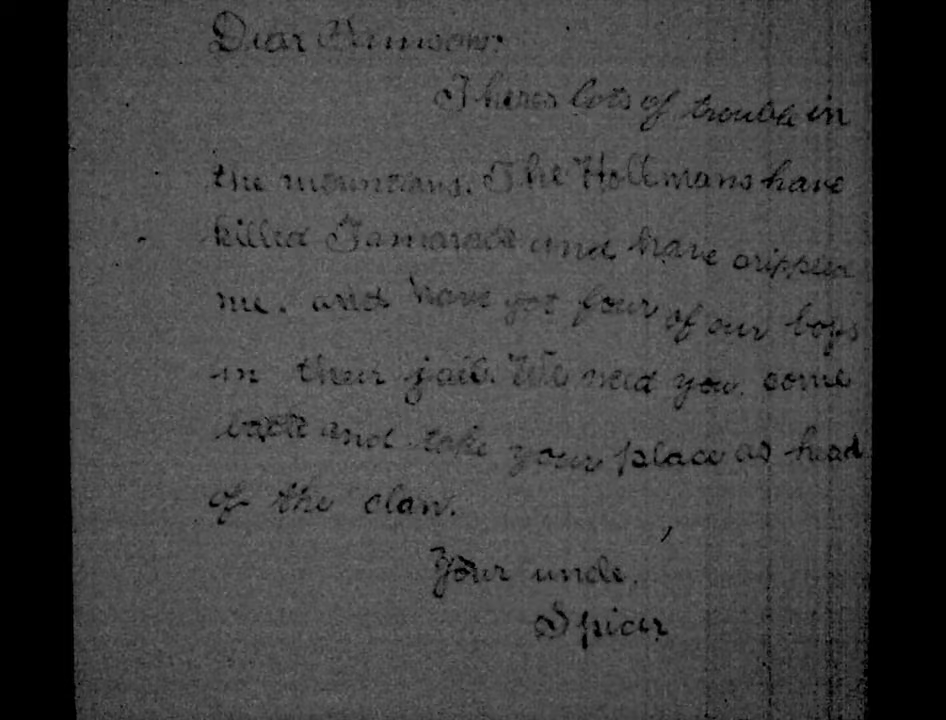 Dear Samson:
Theres lots of trouble in
the mountains. The Hollmans have
killed Tamarack and have crippled
me. and have got four of our boys
in their jail. We need you. come
back and take your place as head
of the clan.
Your uncle,
Spicer